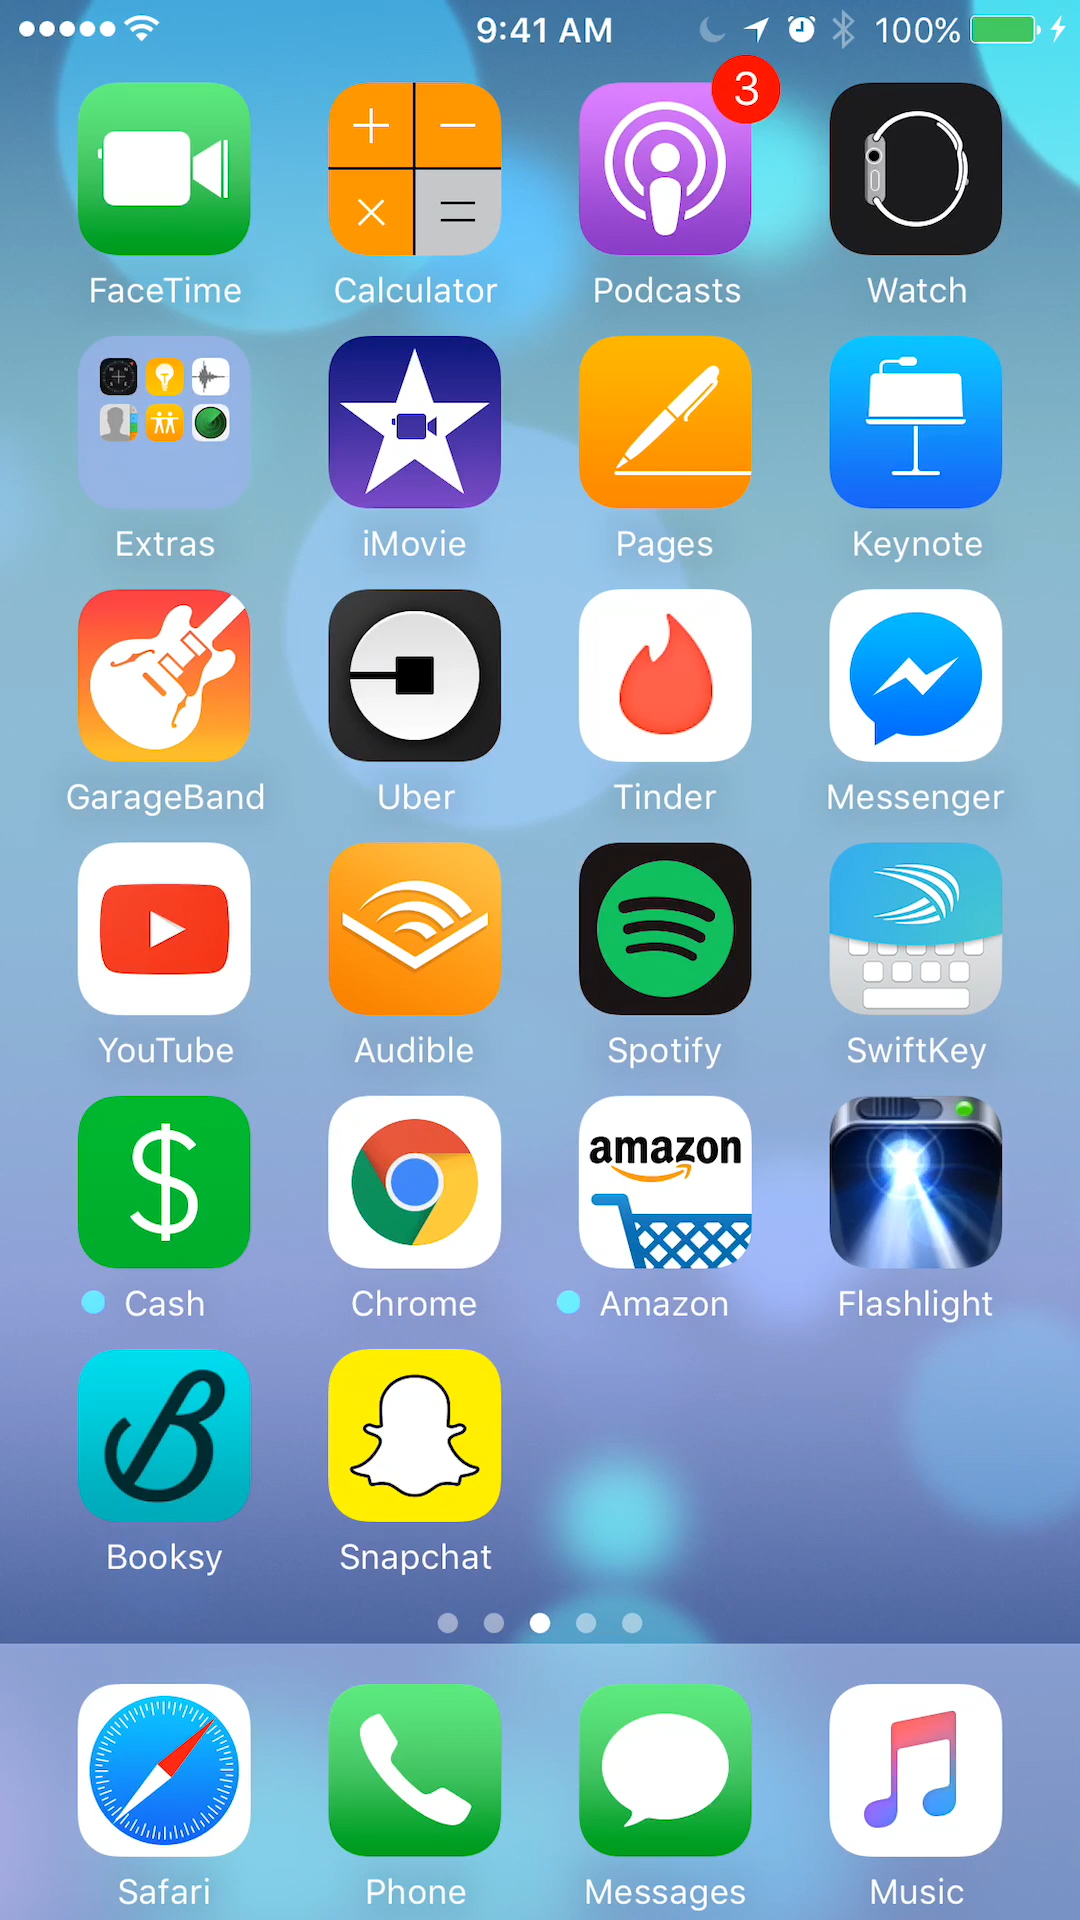 9:41 AM 100%
3
FaceTime Calculator Podcasts Watch
Extras iMovie Pages Keynote
GarageBand Uber Tinder Messenger
YouTube Audible Spotify SwiftKey
amazon
Cash Chrome Amazon Flashlight
Booksy Snapchat
Safari Phone Messages Music